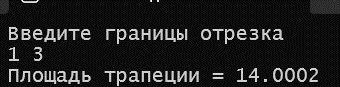 Введите границы отрезка
1 3
Площадь трапеции = 14.0002